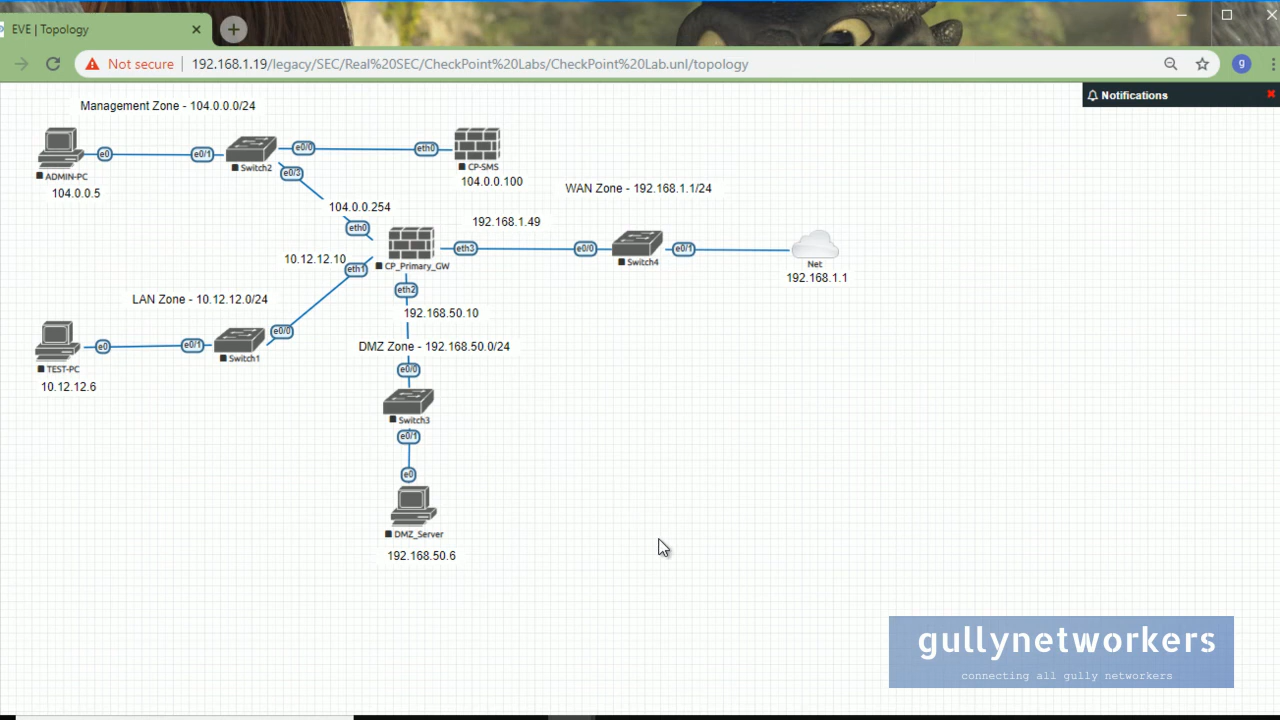 EVE | Topology
Not secure
192.168.1.19/legacy/SEC/Real%20SEC/CheckPoint%20Labs/CheckPoint%20Lab.unl/topology
g
Notifications
Management Zone - 104.0.0.0/24
e0
e0/1
e0/0
eth0
Switch2
CP-SMS
ADMIN-PC
e0/3
104.0.0.5
104.0.0.100
WAN Zone - 192.168.1.1/24
104.0.0.254
192.168.1.49
eth0
eth3
e0/0
e0/1
10.12.12.10
CP_Primary_GW
Switch4
Net
eth1
192.168.1.1
eth2
LAN Zone - 10.12.12.0/24
192.168.50.10
e0/0
e0
e0/1
DMZ Zone - 192.168.50.0/24
Switch1
TEST-PC
e0/0
10.12.12.6
Switch3
e0/1
e0
DMZ_Server
192.168.50.6
gullynetworkers
connecting all gully networkers